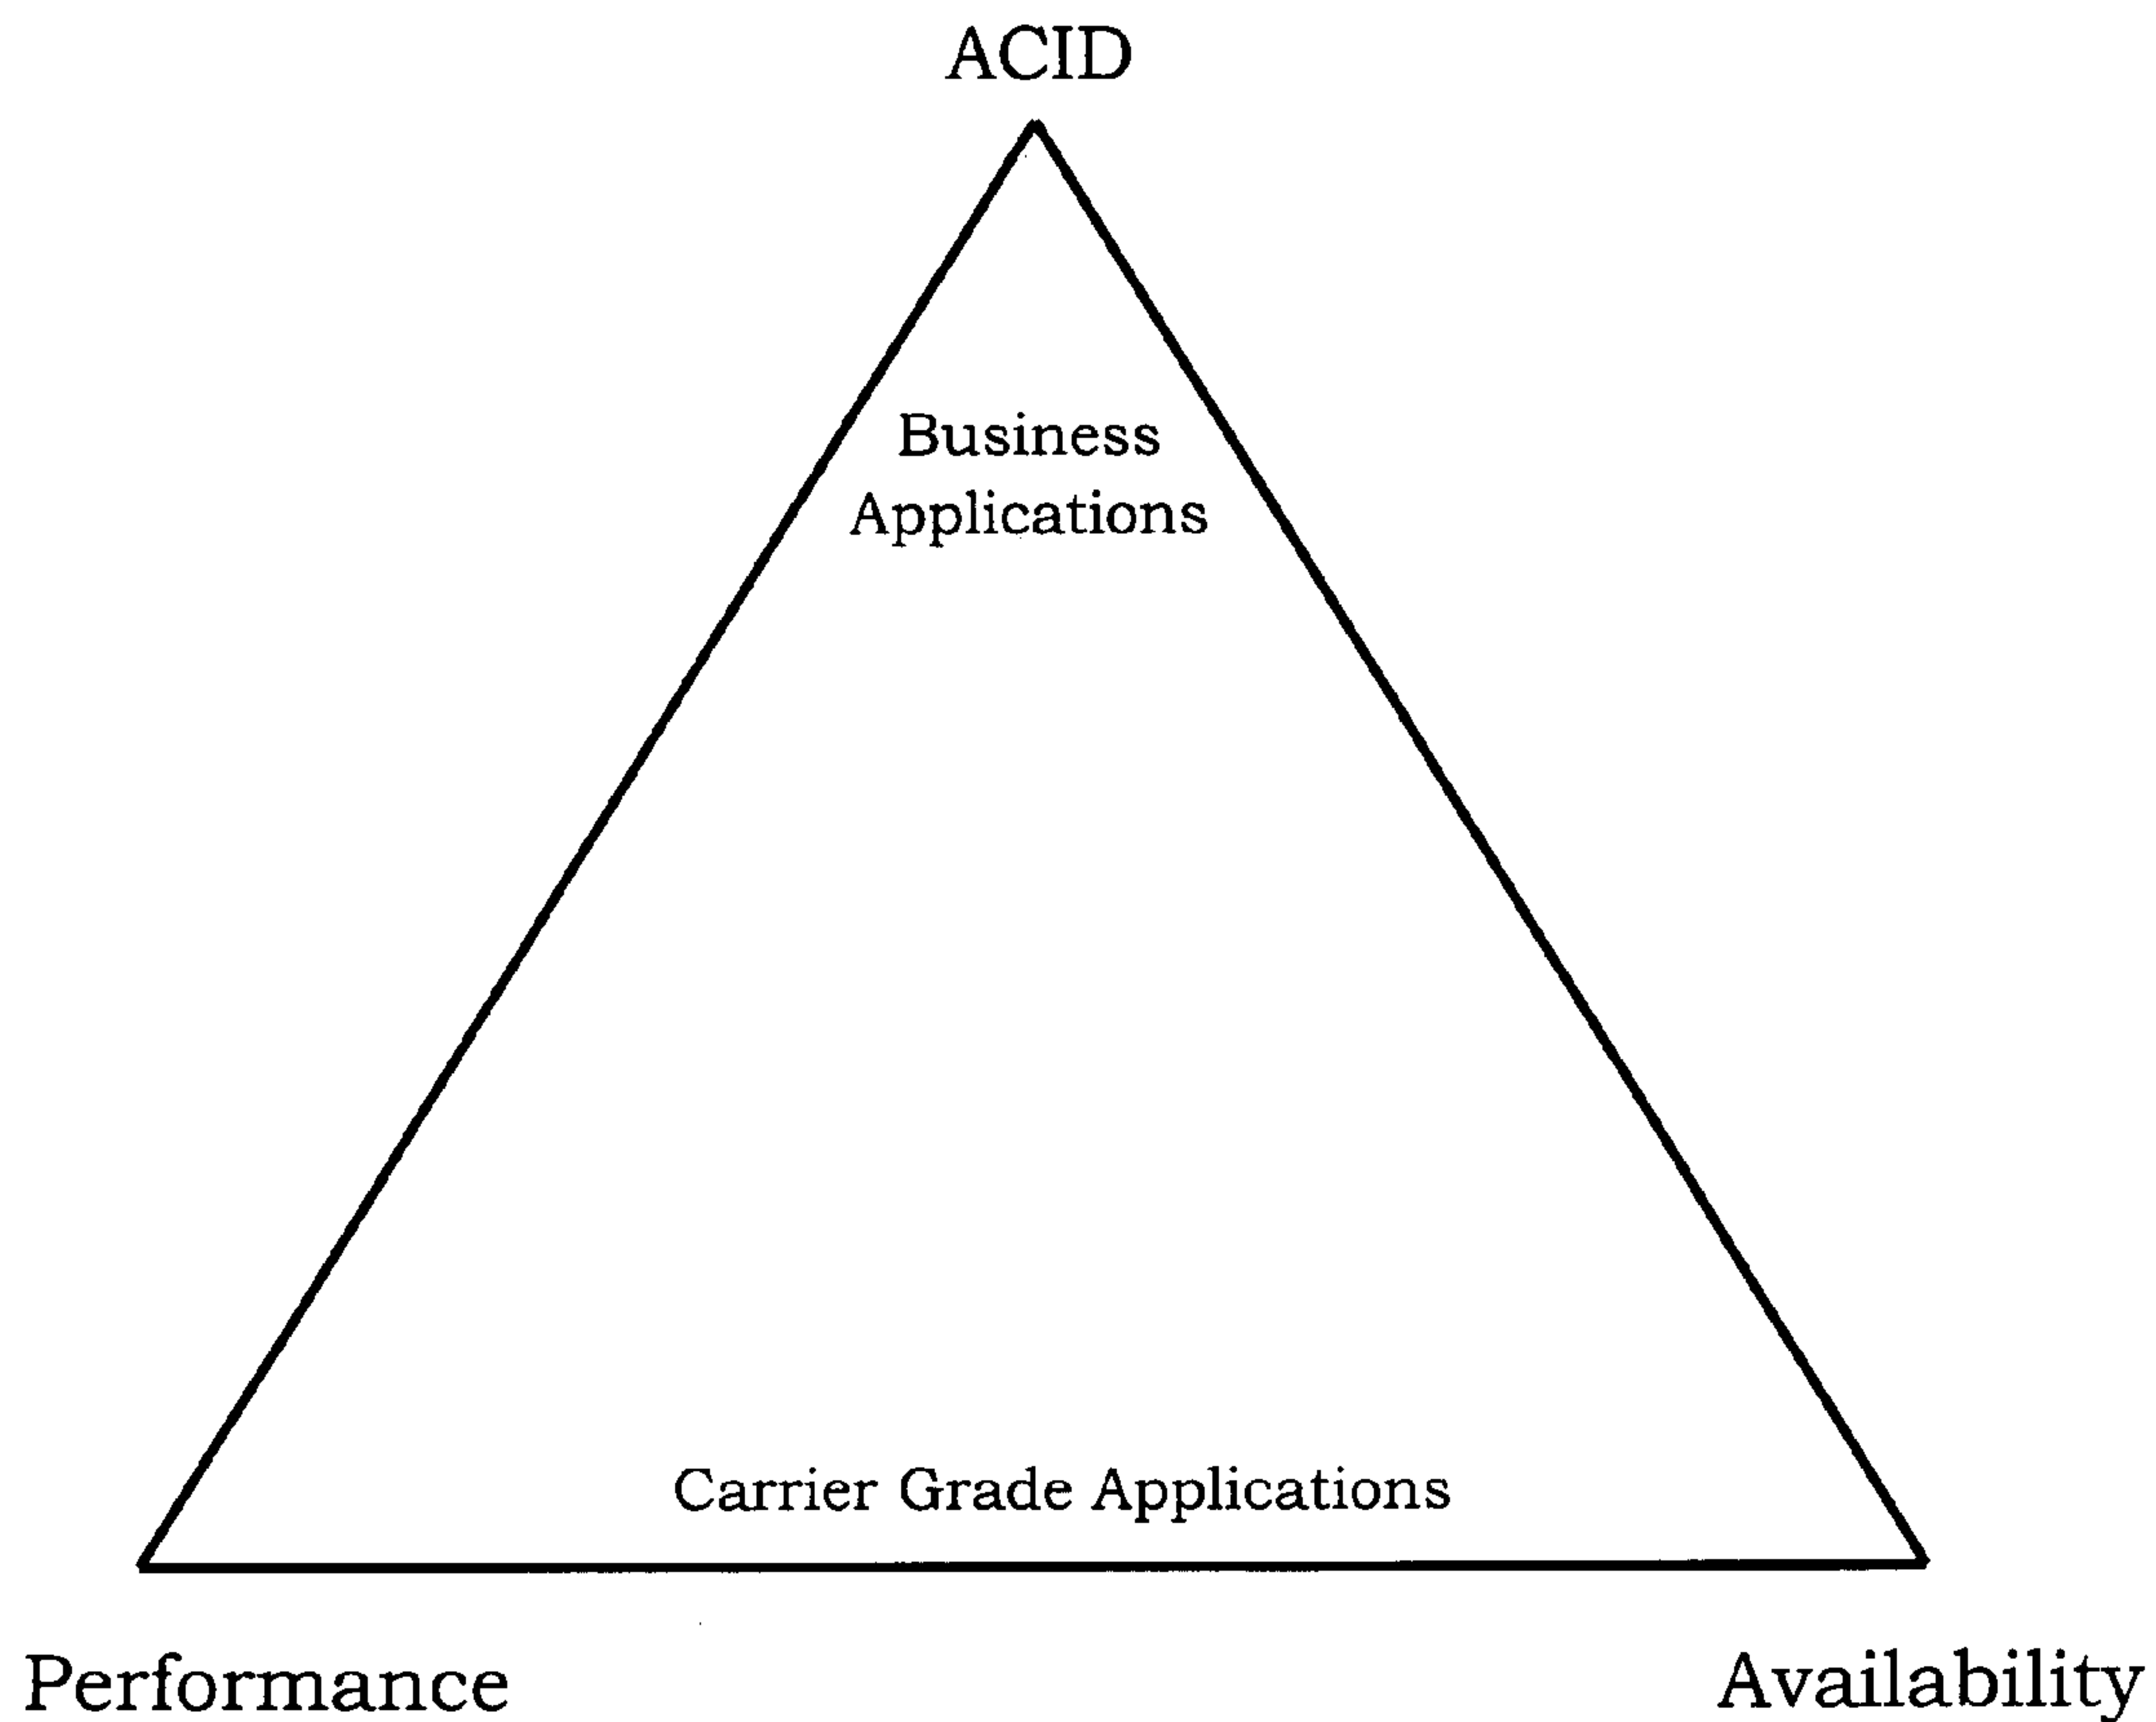 ACID
Business
Applications
Carrier Grade Applications
Performance
Availability